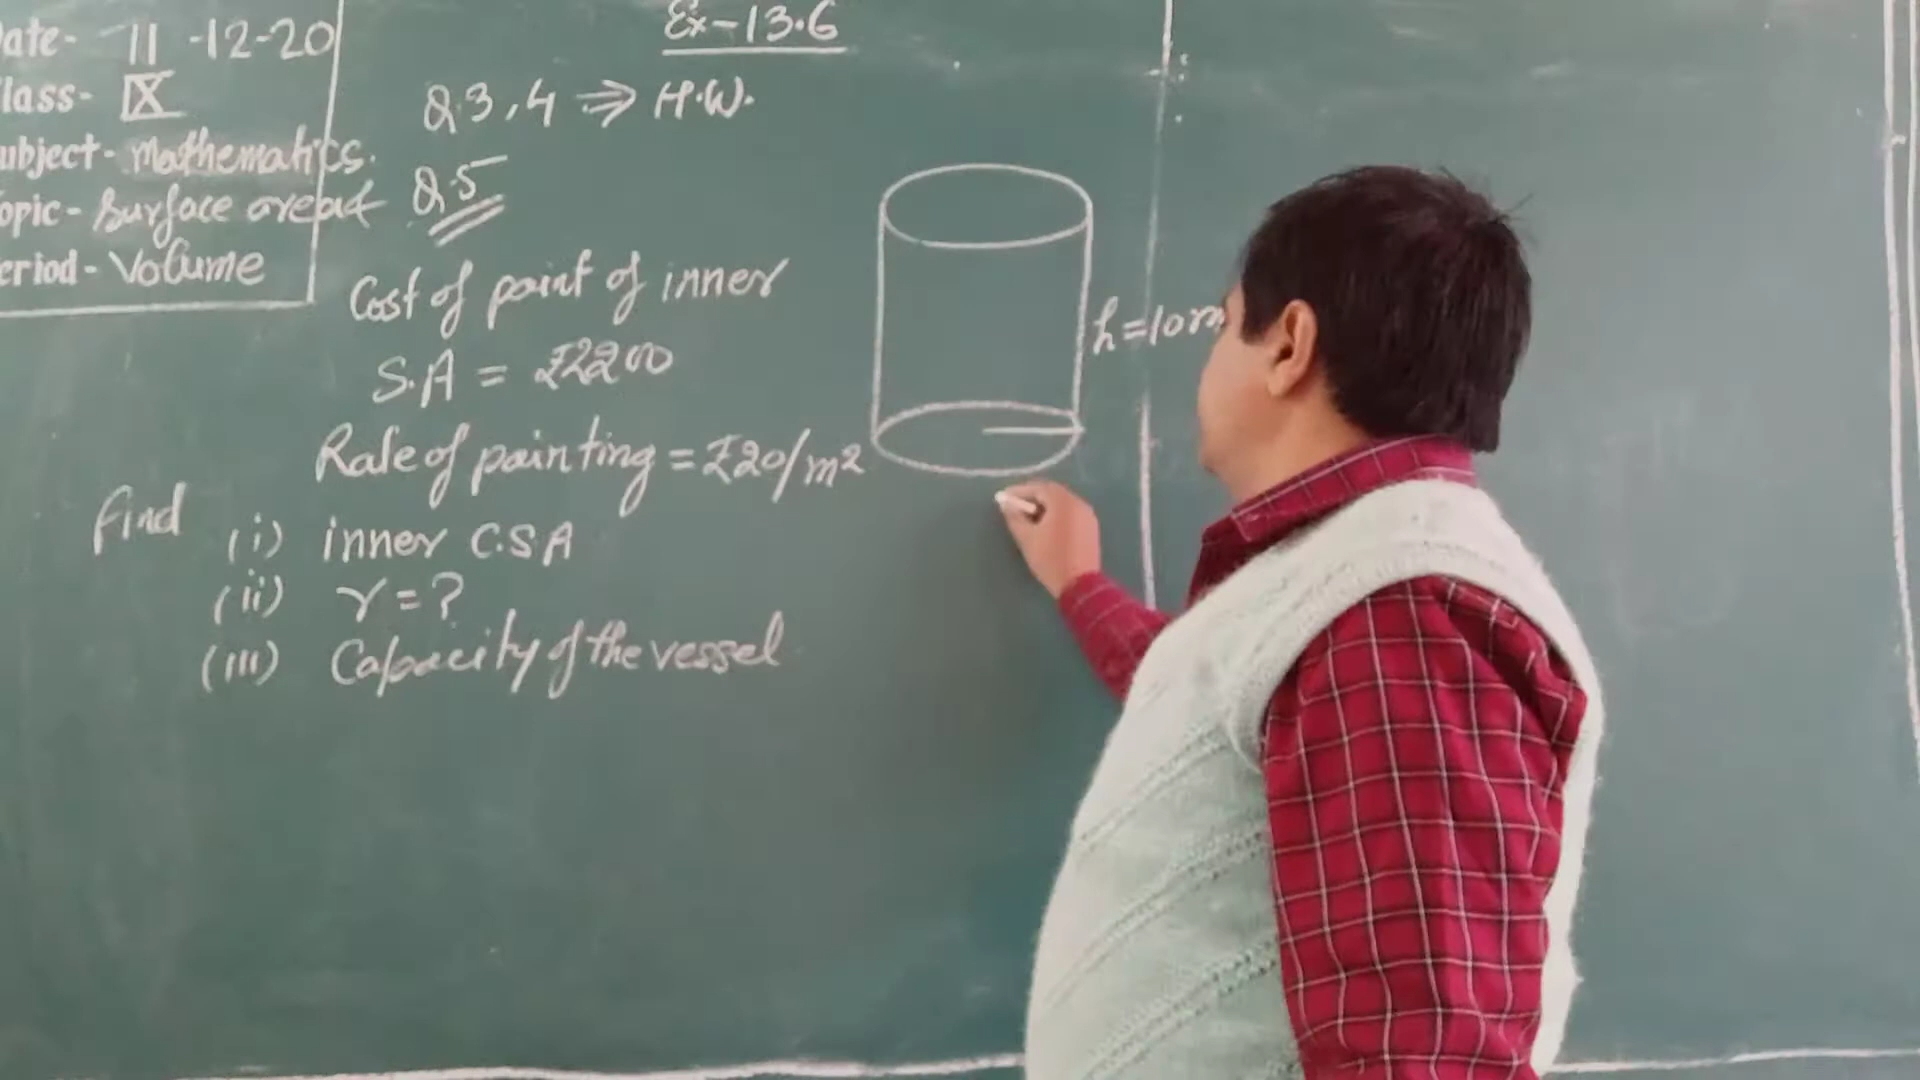 ate- 11-12-20
lass- IX
ubject- Mathematics.
opic- Surface area &
eriod- Volume
Ex-13.6
Q.3,4 ⇒ H.W.
Q.5
Cost of paint of inner
S.A = ₹2200
Rate of painting = ₹20/m²
find (i) inner C.S.A
(ii) r=?
(iii) Capacity of the vessel
h=10m